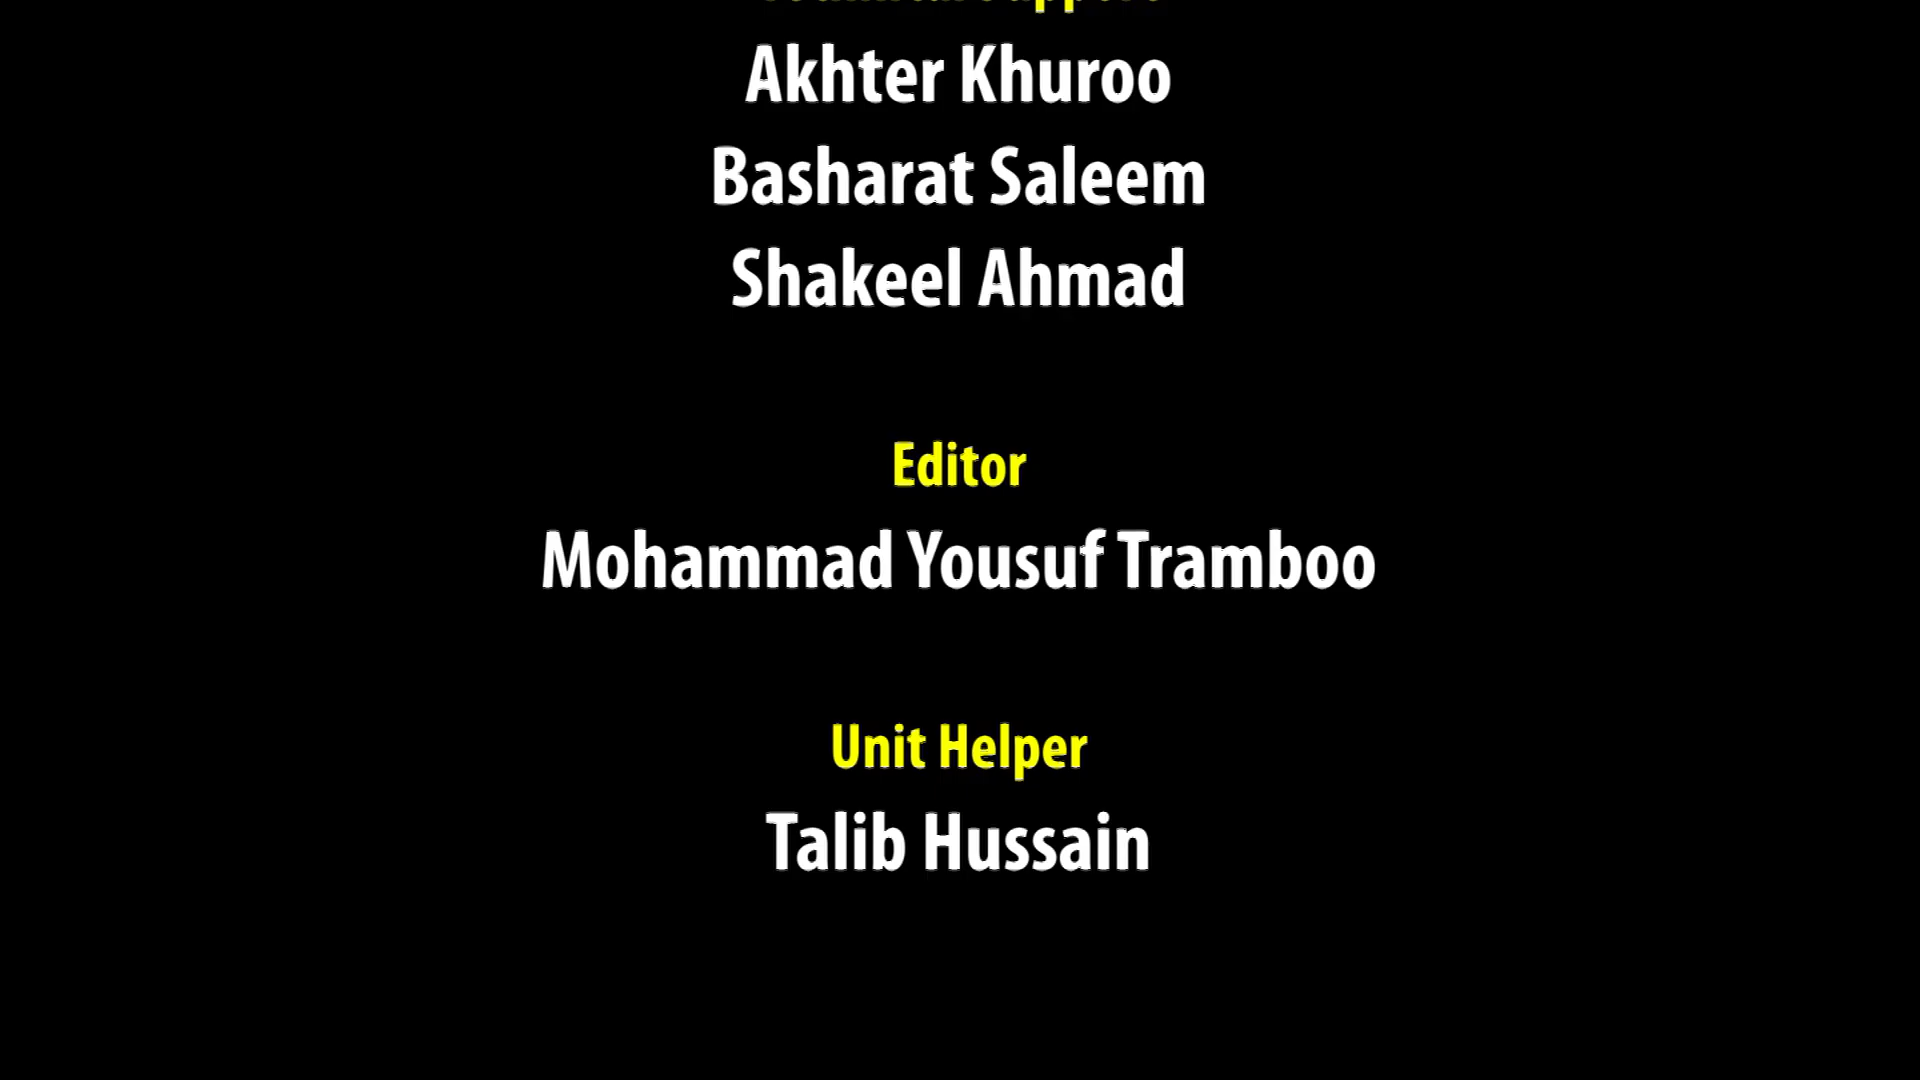 Akhter Khuroo
Basharat Saleem
Shakeel Ahmad
Editor
Mohammad Yousuf Tramboo
Unit Helper
Talib Hussain